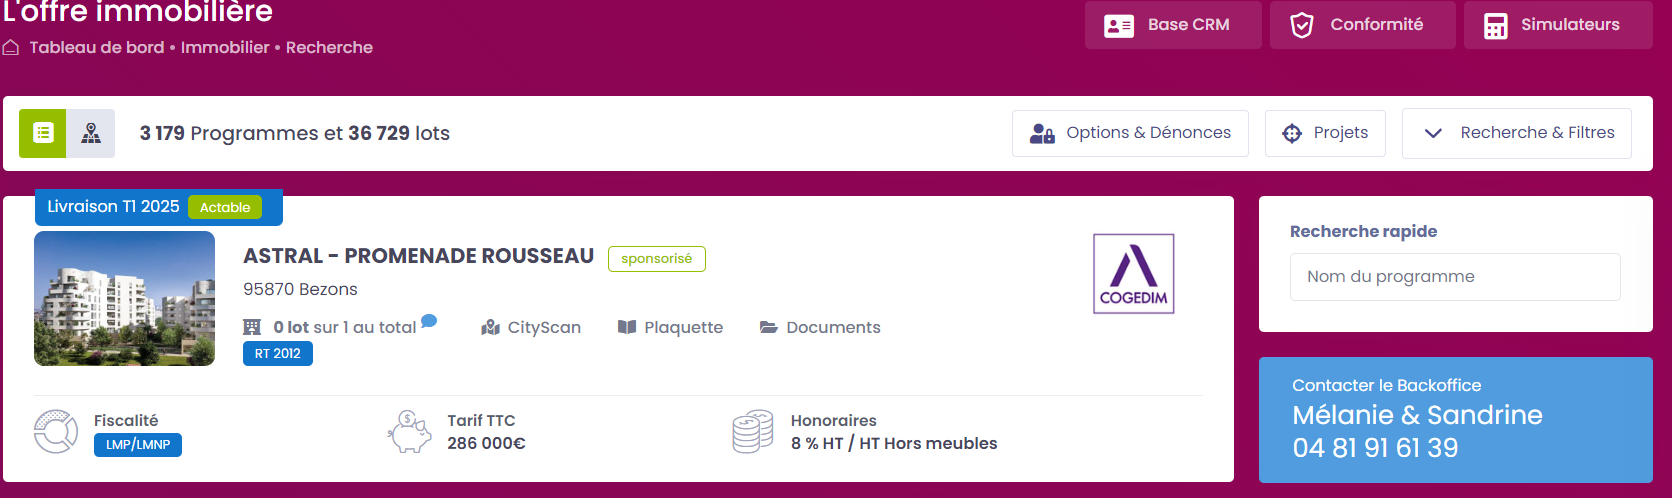 L'offre immobilière
Tableau de bord • Immobilier • Recherche
Base CRM
Conformité
Simulateurs
3 179 Programmes et 36 729 lots
Options & Dénonces
Projets
Recherche & Filtres
Livraison T1 2025 Actable
ASTRAL - PROMENADE ROUSSEAU sponsorisé
95870 Bezons
0 lot sur 1 au total
CityScan
Plaquette
Documents
RT 2012
COGEDIM
Fiscalité
LMP/LMNP
Tarif TTC
286 000€
Honoraires
8 % HT / HT Hors meubles
Recherche rapide
Nom du programme
Contacter le Backoffice
Mélanie & Sandrine
04 81 91 61 39